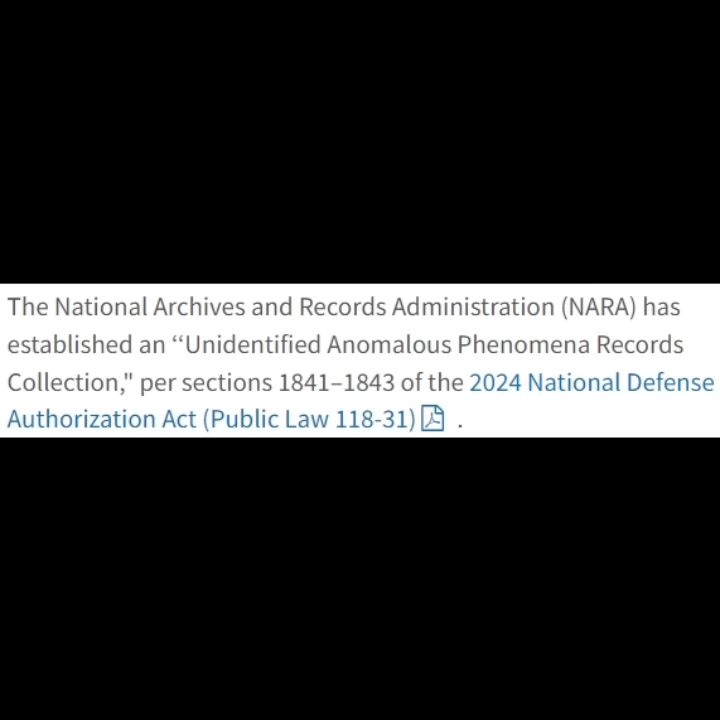 The National Archives and Records Administration (NARA) has
established an “Unidentified Anomalous Phenomena Records
Collection," per sections 1841–1843 of the 2024 National Defense
Authorization Act (Public Law 118-31) .